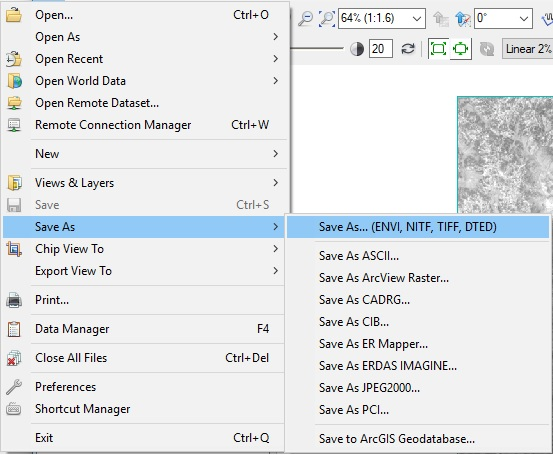 64% (1:1.6)
0°
20
Linear 2%
Open... Ctrl+O
Open As
Open Recent
Open World Data
Open Remote Dataset...
Remote Connection Manager Ctrl+W
New
Views & Layers
Save Ctrl+S
Save As
Chip View To
Export View To
Print...
Data Manager F4
Close All Files Ctrl+Del
Preferences
Shortcut Manager
Exit Ctrl+Q
Save As... (ENVI, NITF, TIFF, DTED)
Save As ASCII...
Save As ArcView Raster...
Save As CADRG...
Save As CIB...
Save As ER Mapper...
Save As ERDAS IMAGINE...
Save As JPEG2000...
Save As PCI...
Save to ArcGIS Geodatabase...